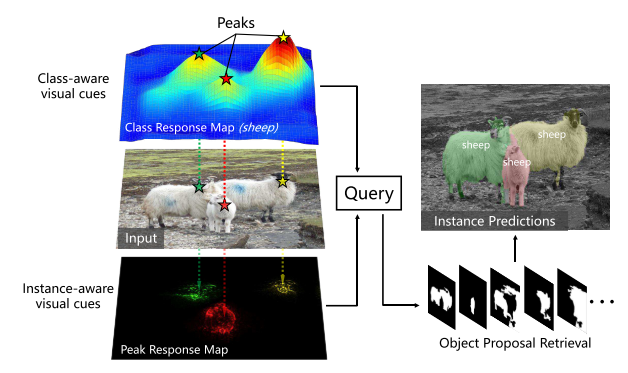 Peaks
Class-aware
visual cues
Class Response Map (sheep)
Input
Instance-aware
visual cues
Peak Response Map
Query
sheep
sheep
sheep
Instance Predictions
Object Proposal Retrieval